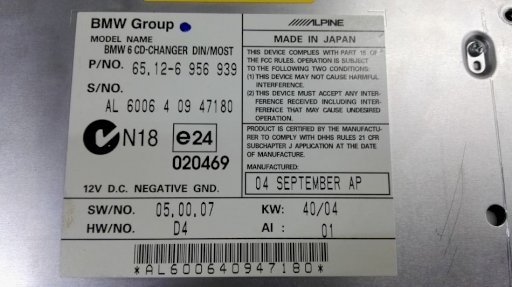 BMW Group
MODEL NAME
BMW 6 CD-CHANGER DIN/MOST
P/NO. 65.12-6 956 939
S/NO.
AL 6006 4 09 47180
N18 e24
020469
12V D.C. NEGATIVE GND.
ALPINE
MADE IN JAPAN
THIS DEVICE COMPLIES WITH PART 15 OF
THE FCC RULES. OPERATION IS SUBJECT
TO THE FOLLOWING TWO CONDITIONS:
(1) THIS DEVICE MAY NOT CAUSE HARMFUL
INTERFERENCE.
(2) THIS DEVICE MUST ACCEPT ANY INTER-
FERENCE RECEIVED INCLUDING INTER-
FERENCE THAT MAY CAUSE UNDESIRED
OPERATION.
PRODUCT IS CERTIFIED BY THE MANUFACTU-
RER TO COMPLY WITH DHHS RULES 21 CFR
SUBCHAPTER J APPLICATION AT THE DATE
OF MANUFACTURE.
MANUFACTURED:
04 SEPTEMBER AP
SW/NO. 05.00.07 KW: 40/04
HW/NO. D4 AI : 01
*AL600640947180*